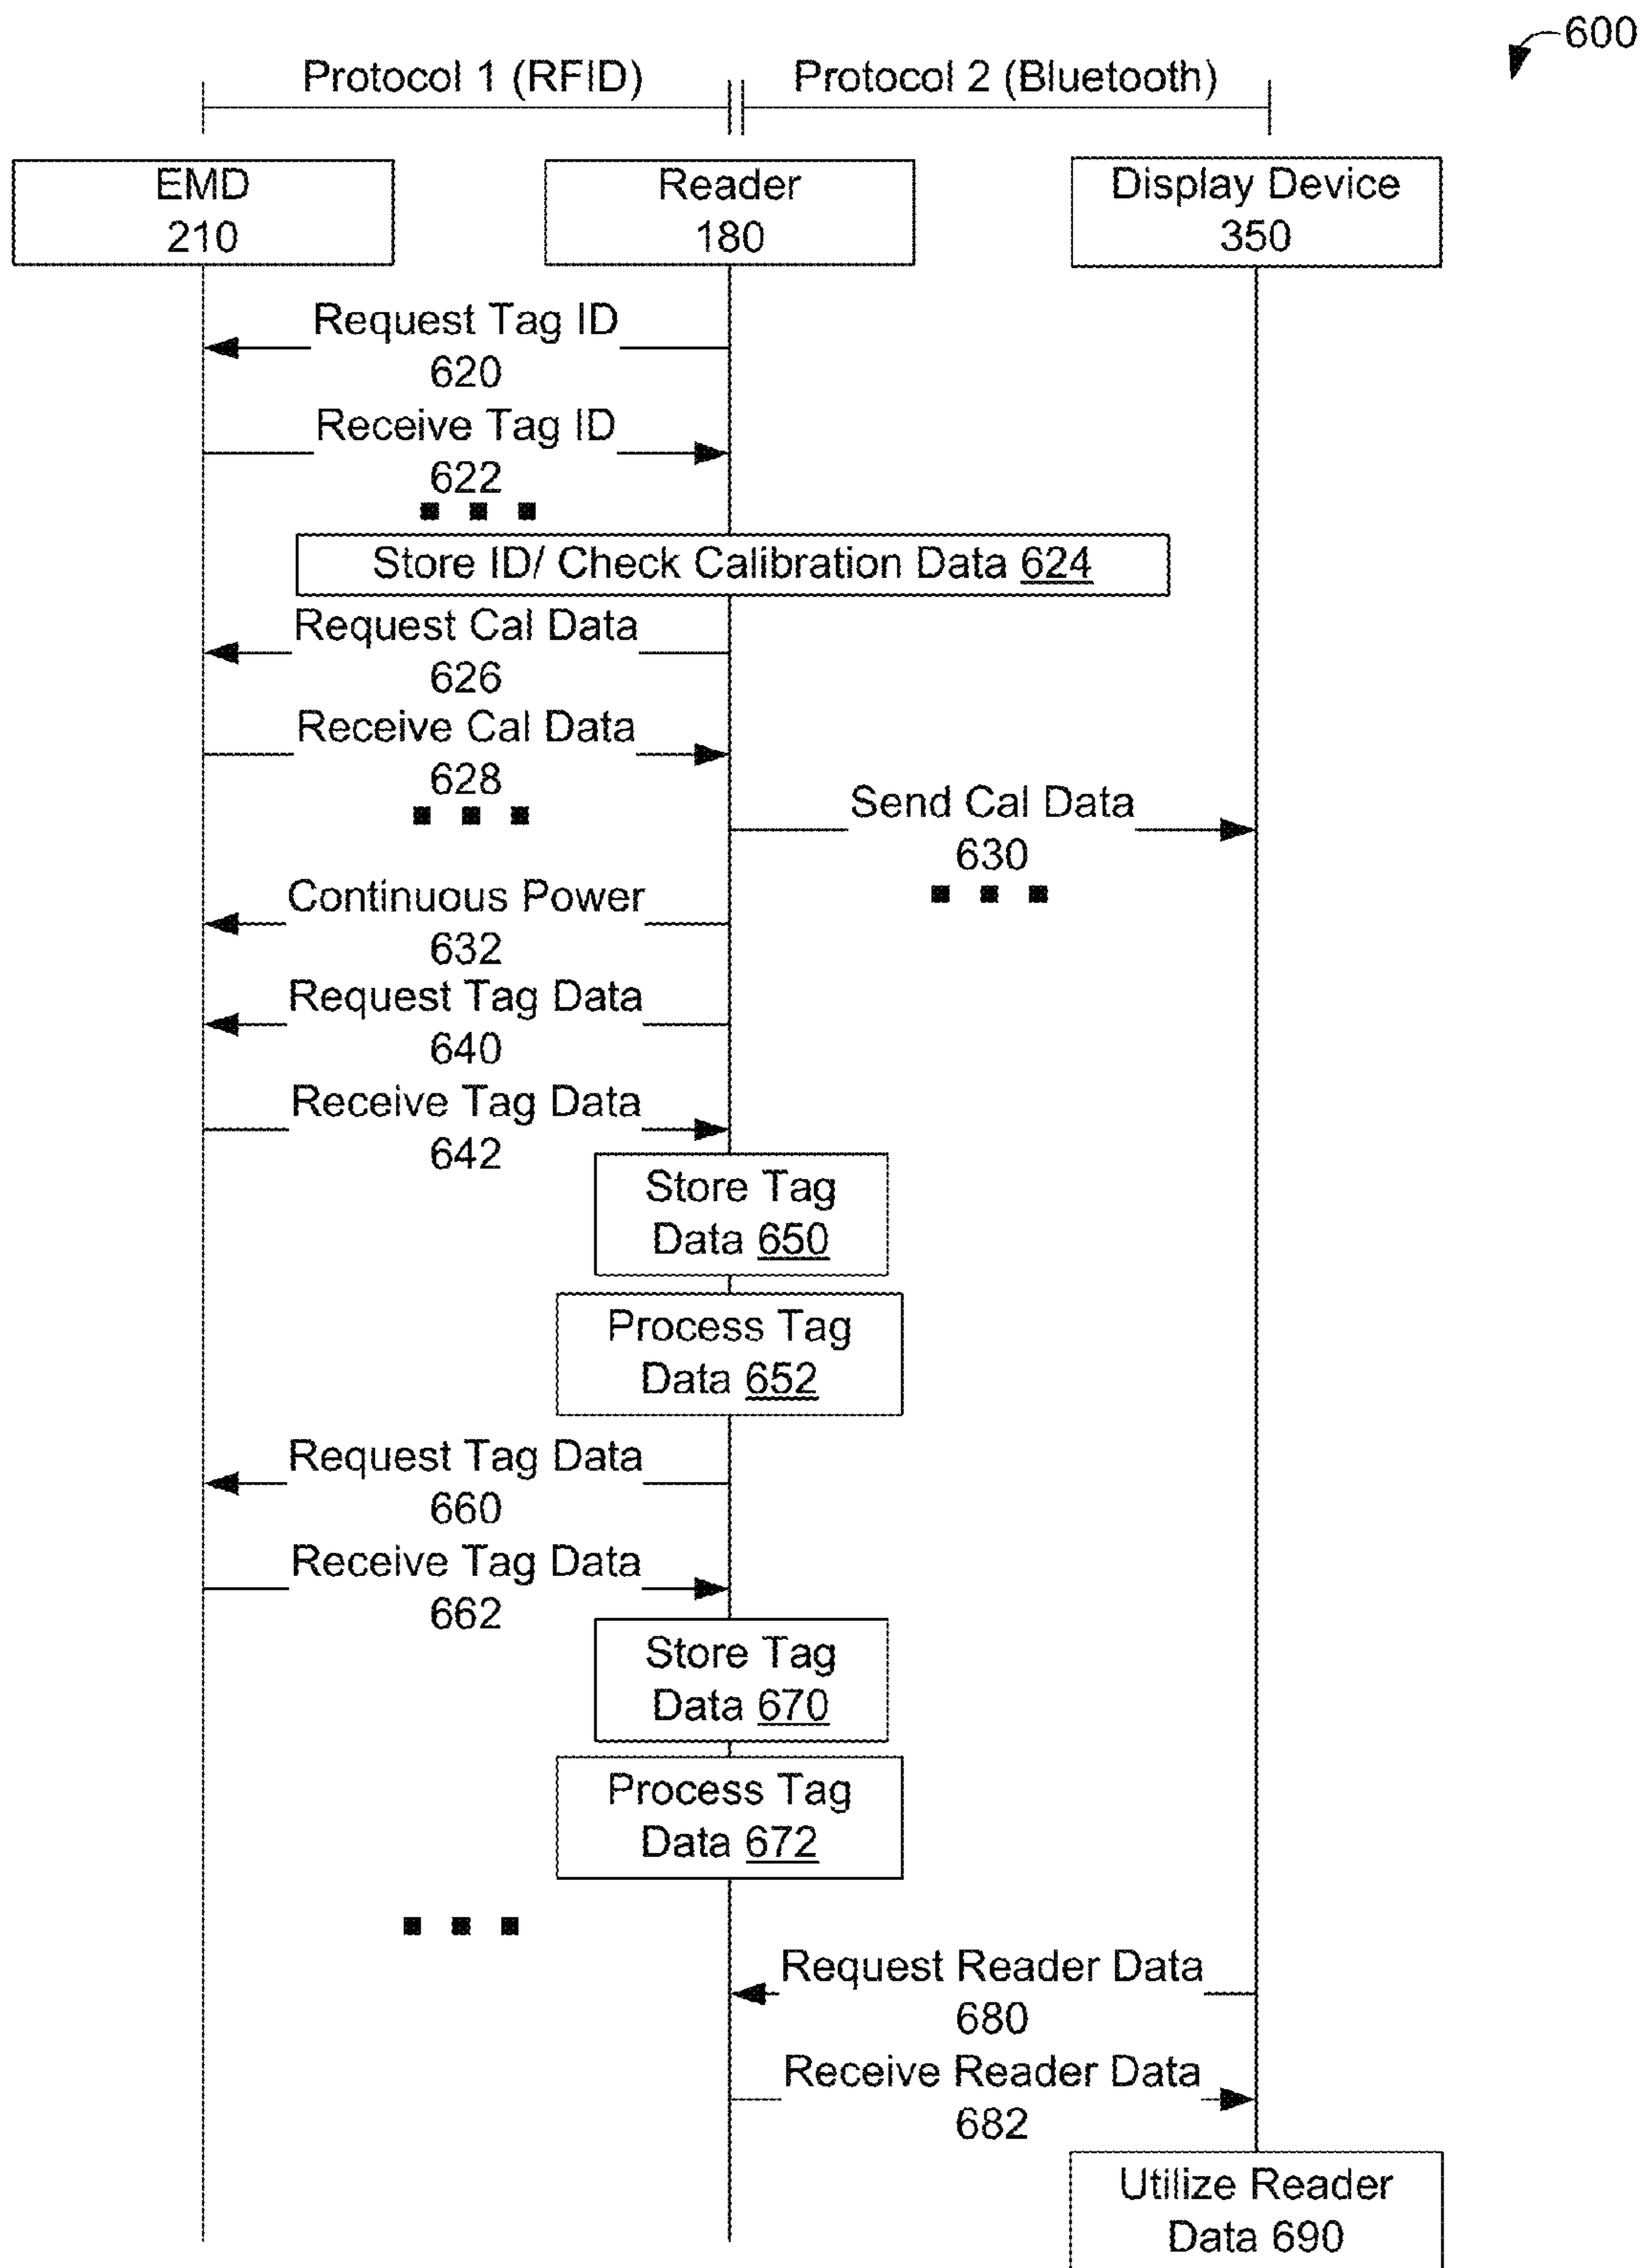 600
Protocol 1 (RFID)
Protocol 2 (Bluetooth)
EMD
210
Reader
180
Display Device
350
Request Tag ID
620
Receive Tag ID
622
Store ID/ Check Calibration Data 624
Request Cal Data
626
Receive Cal Data
628
Send Cal Data
630
Continuous Power
632
Request Tag Data
640
Receive Tag Data
642
Store Tag
Data 650
Process Tag
Data 652
Request Tag Data
660
Receive Tag Data
662
Store Tag
Data 670
Process Tag
Data 672
Request Reader Data
680
Receive Reader Data
682
Utilize Reader
Data 690